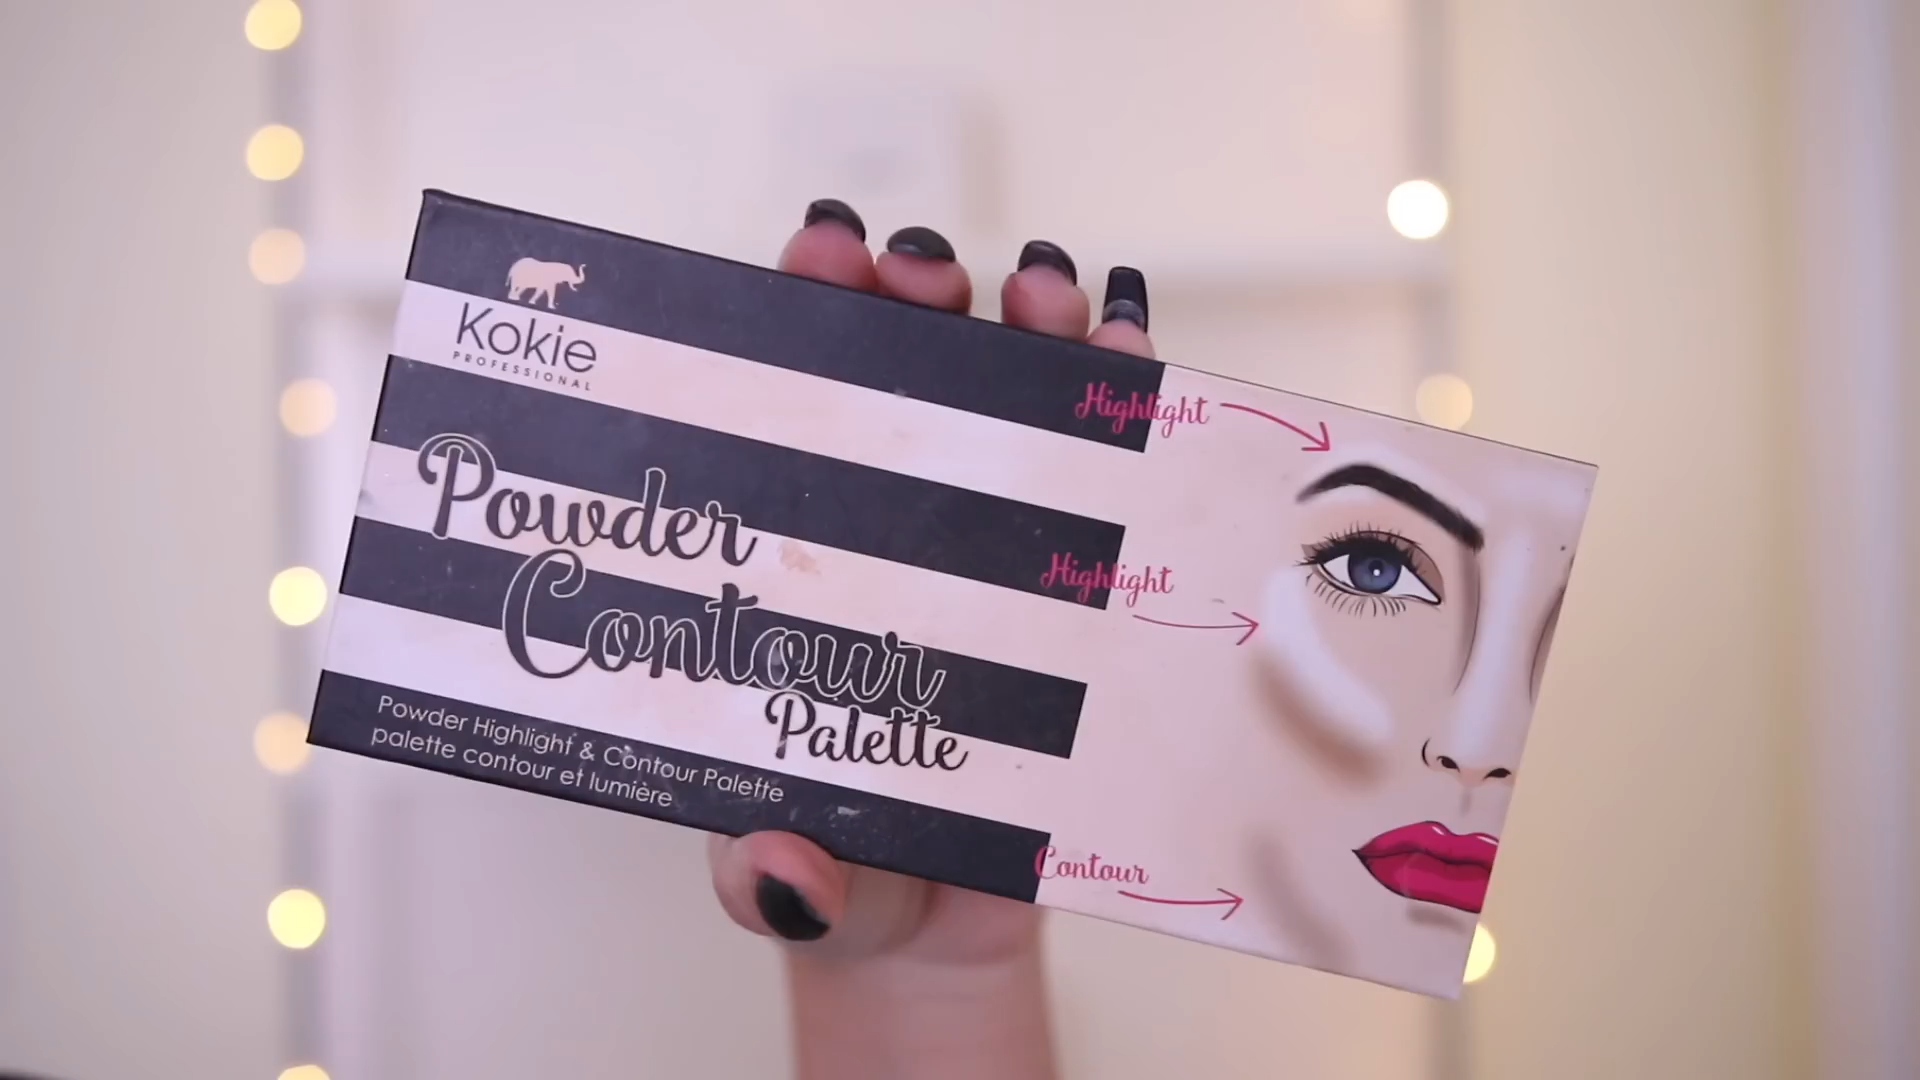 Kokie
PROFESSIONAL
Powder
Contour
Palette
Powder Highlight & Contour Palette
palette contour et lumière
Highlight
Highlight
Contour